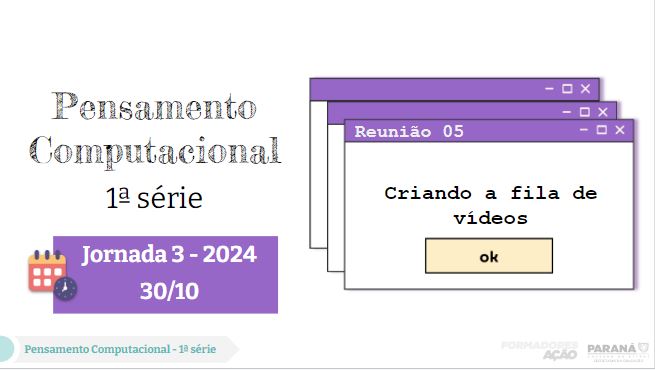 Pensamento
Computacional
1ª série
Jornada 3 - 2024
30/10
Reunião 05
Criando a fila de
vídeos
ok
Pensamento Computacional - 1ª série
FORMADORES
AÇÃO
PARANÁ